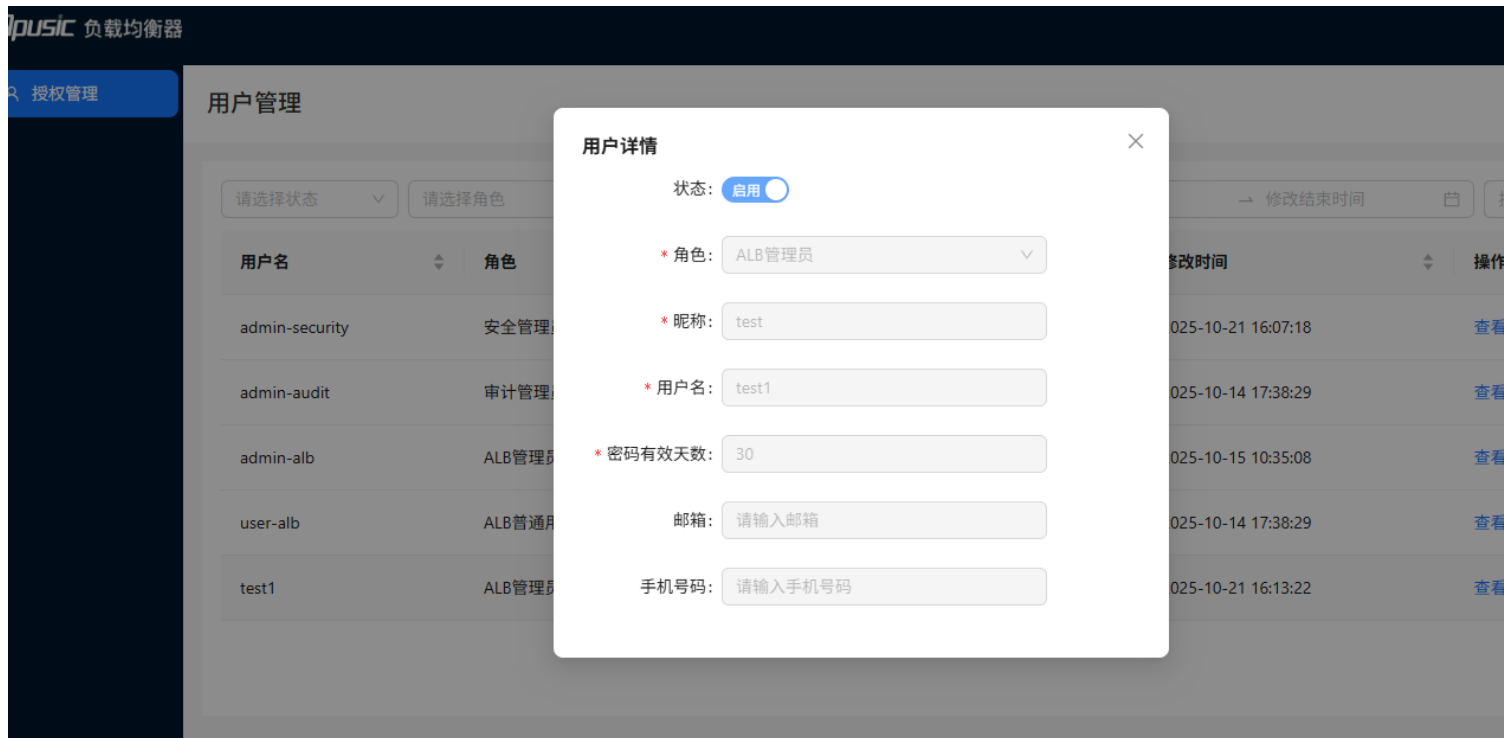 Apusic 负载均衡器
授权管理
用户管理
用户详情
状态: 启用
请选择状态 请选择角色 修改结束时间
* 角色: ALB管理员
用户名 角色 修改时间 操作
* 昵称: test
admin-security 安全管理员 025-10-21 16:07:18 查看
* 用户名: test1
admin-audit 审计管理员 025-10-14 17:38:29 查看
* 密码有效天数: 30
admin-alb ALB管理员 025-10-15 10:35:08 查看
邮箱: 请输入邮箱
user-alb ALB普通用 025-10-14 17:38:29 查看
手机号码: 请输入手机号码
test1 ALB管理员 025-10-21 16:13:22 查看